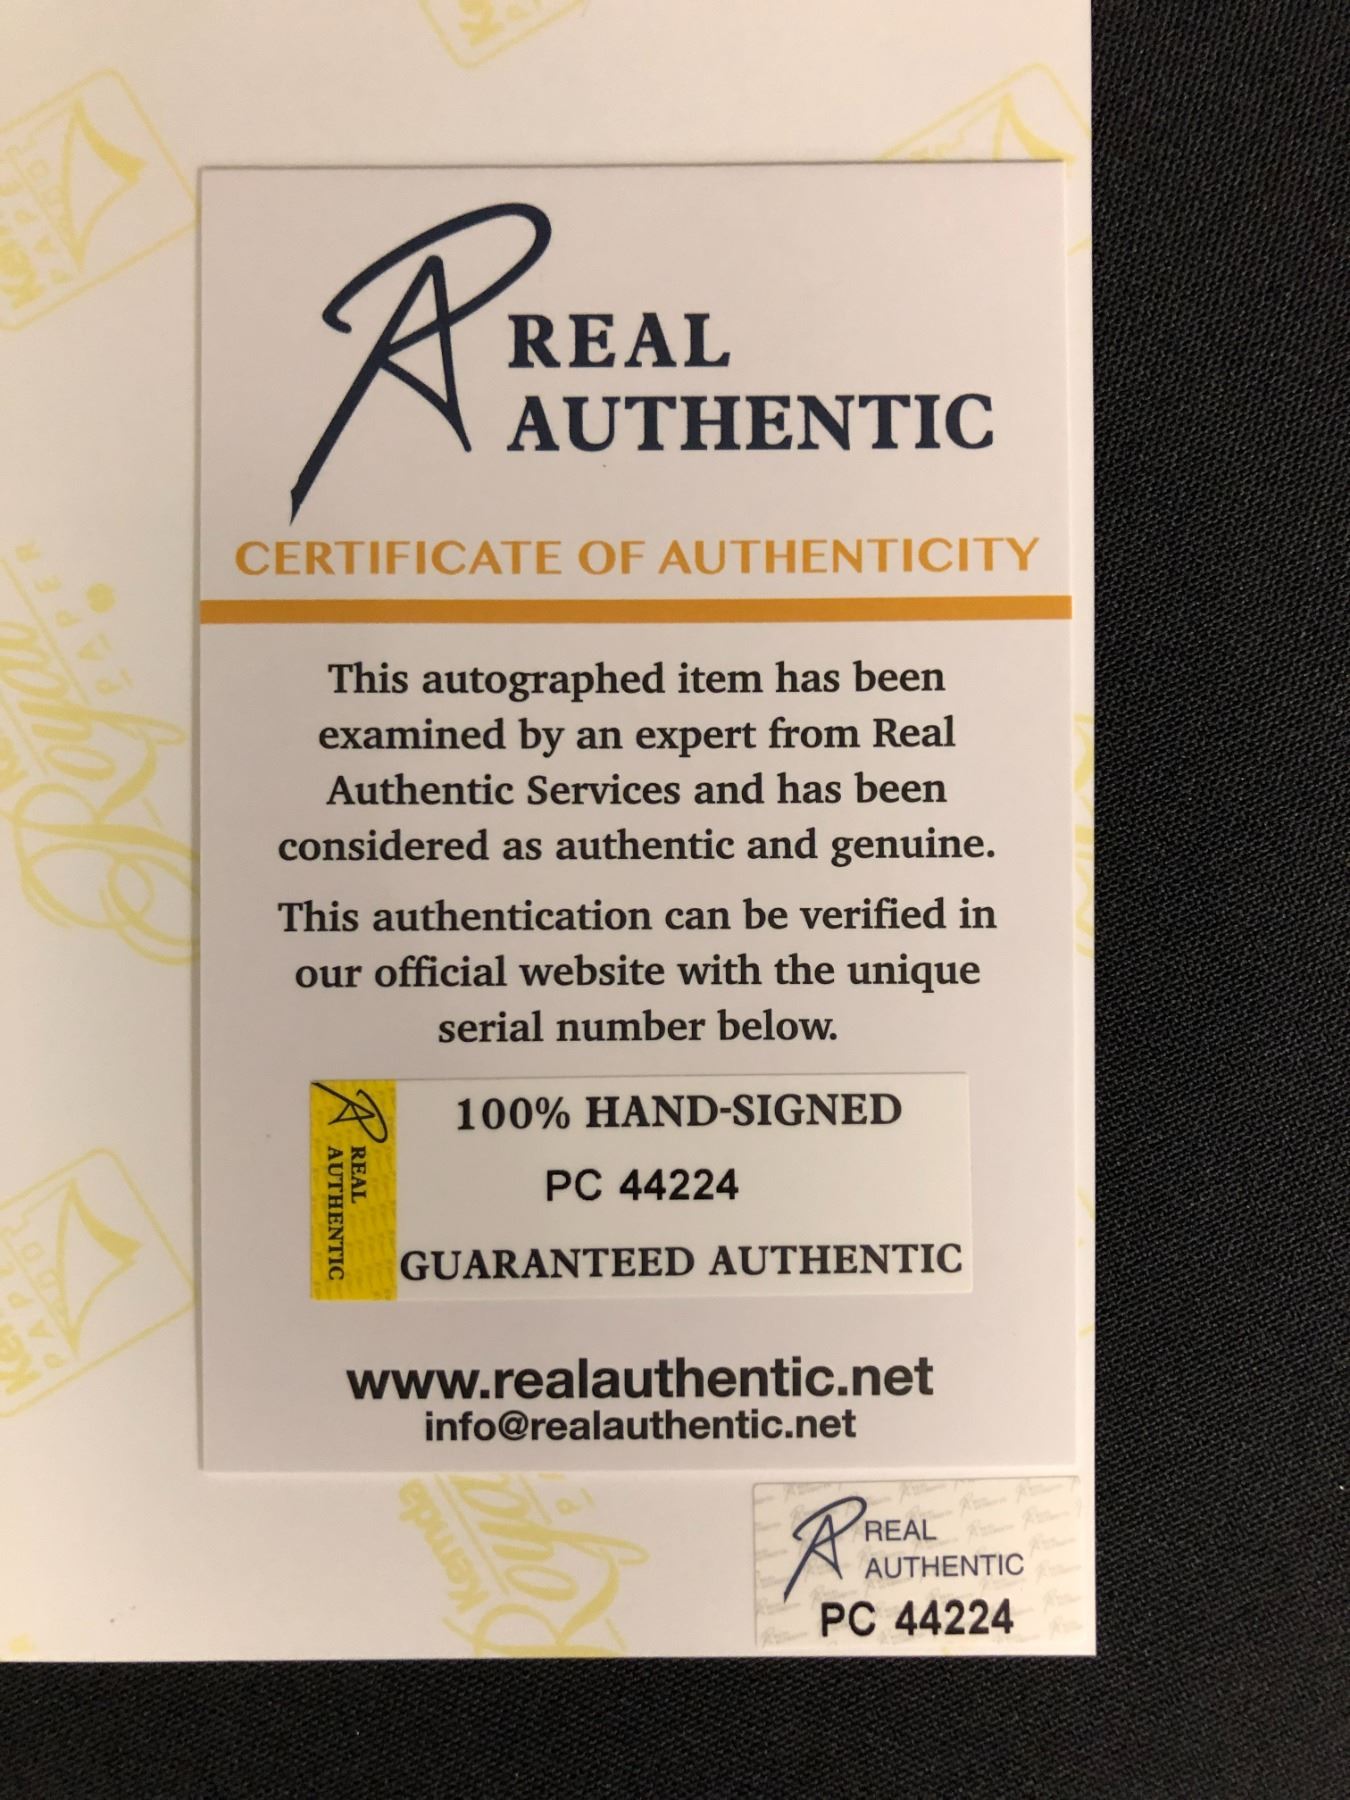 REAL
AUTHENTIC
CERTIFICATE OF AUTHENTICITY
This autographed item has been
examined by an expert from Real
Authentic Services and has been
considered as authentic and genuine.
This authentication can be verified in
our official website with the unique
serial number below.
REAL
AUTHENTIC
100% HAND-SIGNED
PC 44224
GUARANTEED AUTHENTIC
www.realauthentic.net
info@realauthentic.net
REAL
AUTHENTIC
PC 44224
Kemda
Royal
PAPER